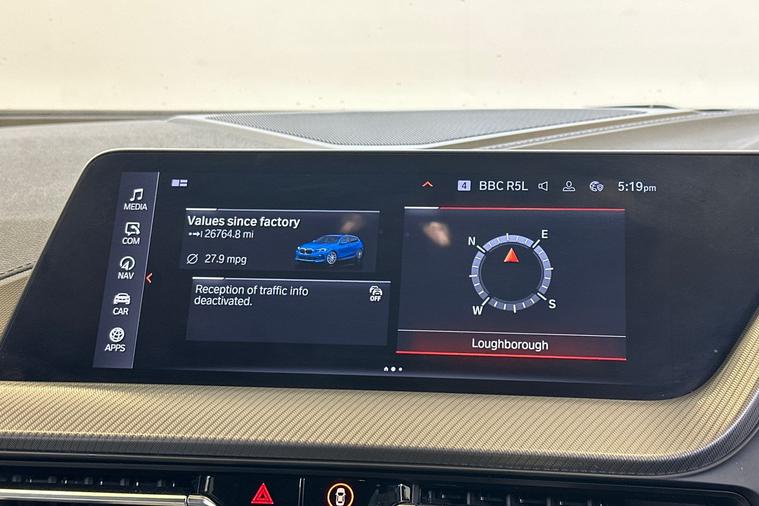 4 BBC R5L 5:19pm
MEDIA
COM
NAV
CAR
APPS
Values since factory
26764.8 mi
27.9 mpg
Reception of traffic info
deactivated.
OFF
N E
W S
Loughborough